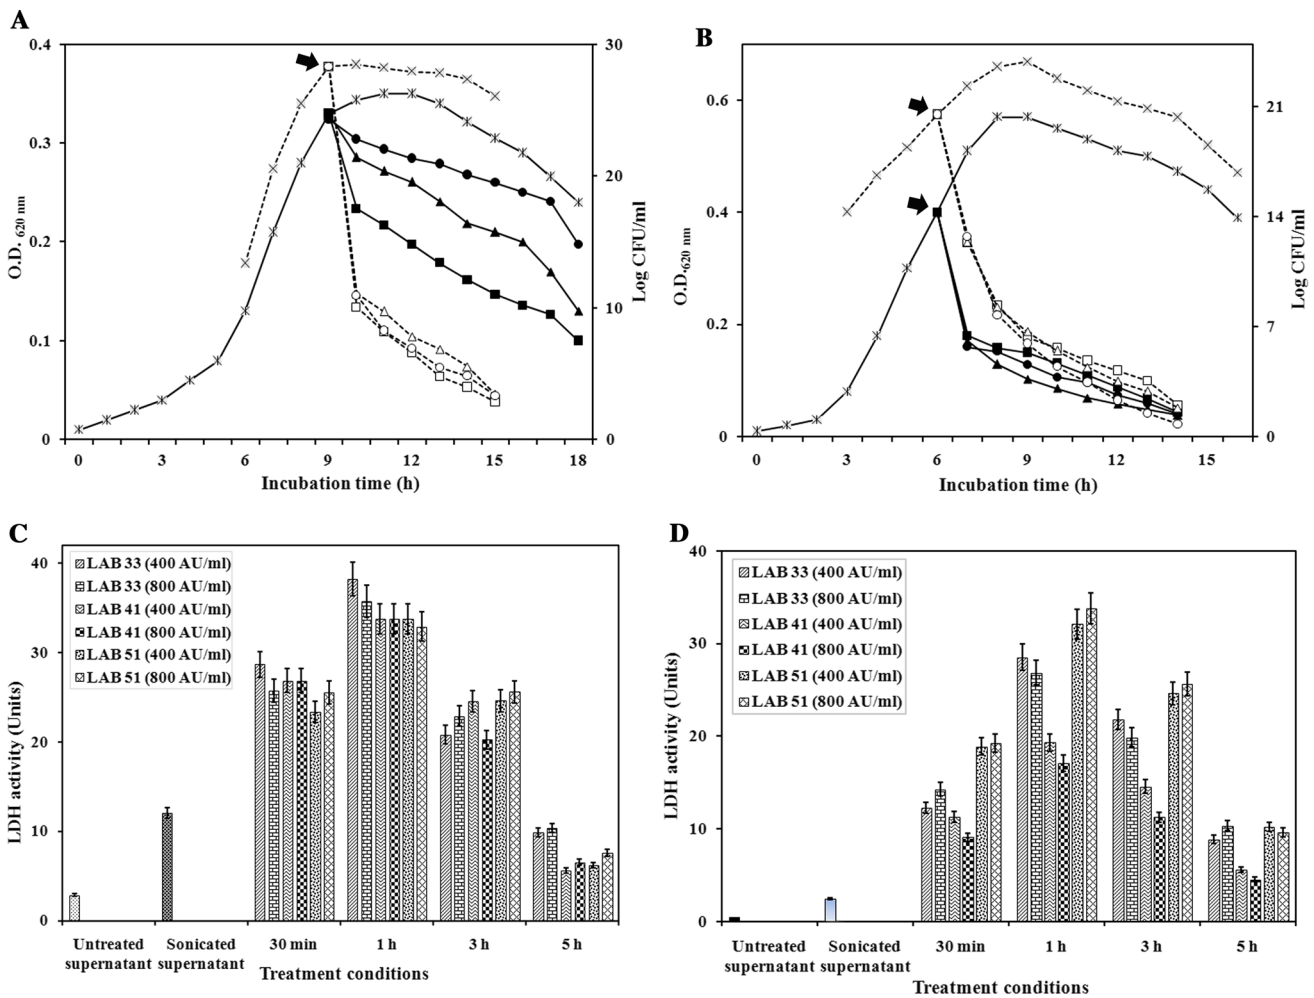 A
0.4
0.3
0.2
0.1
0
30
20
10
0
O.D. 620 nm
Log CFU/ml
0 3 6 9 12 15 18
Incubation time (h)
B
0.6
0.4
0.2
0
21
14
7
0
O.D.620 nm
Log CFU/ml
0 3 6 9 12 15
Incubation time (h)
C
40
30
20
10
0
LDH activity (Units)
LAB 33 (400 AU/ml)
LAB 33 (800 AU/ml)
LAB 41 (400 AU/ml)
LAB 41 (800 AU/ml)
LAB 51 (400 AU/ml)
LAB 51 (800 AU/ml)
Untreated Sonicated 30 min 1 h 3 h 5 h
supernatant supernatant
Treatment conditions
D
40
30
20
10
0
LDH activity (Units)
LAB 33 (400 AU/ml)
LAB 33 (800 AU/ml)
LAB 41 (400 AU/ml)
LAB 41 (800 AU/ml)
LAB 51 (400 AU/ml)
LAB 51 (800 AU/ml)
Untreated Sonicated 30 min 1 h 3 h 5 h
supernatant supernatant
Treatment conditions